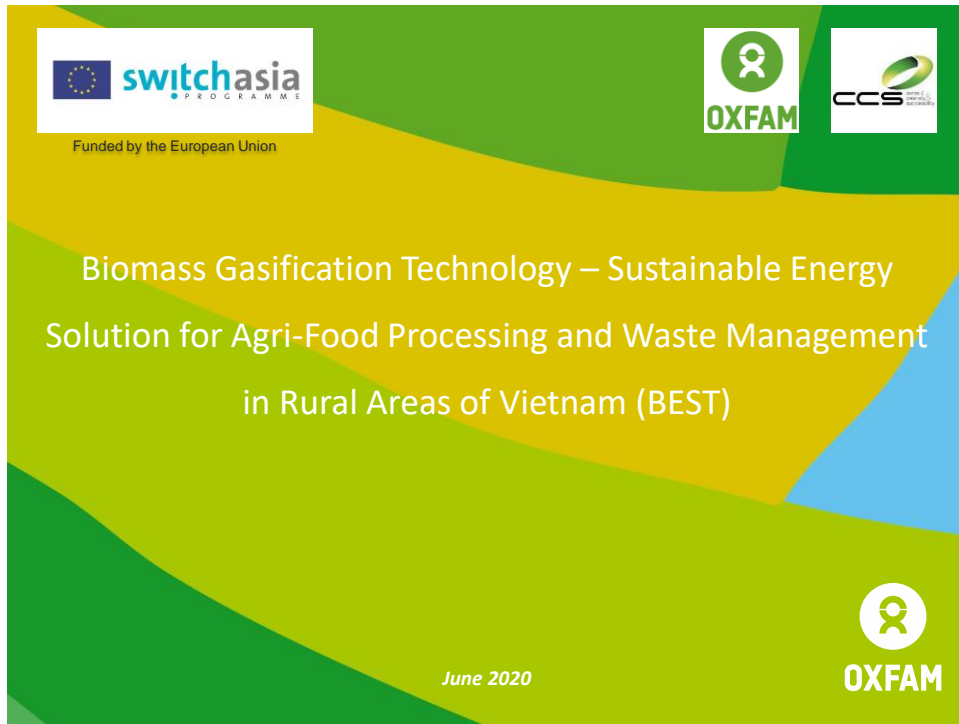 switchasia
PROGRAMME
Funded by the European Union
OXFAM
CCS
Biomass Gasification Technology – Sustainable Energy
Solution for Agri-Food Processing and Waste Management
in Rural Areas of Vietnam (BEST)
June 2020
OXFAM